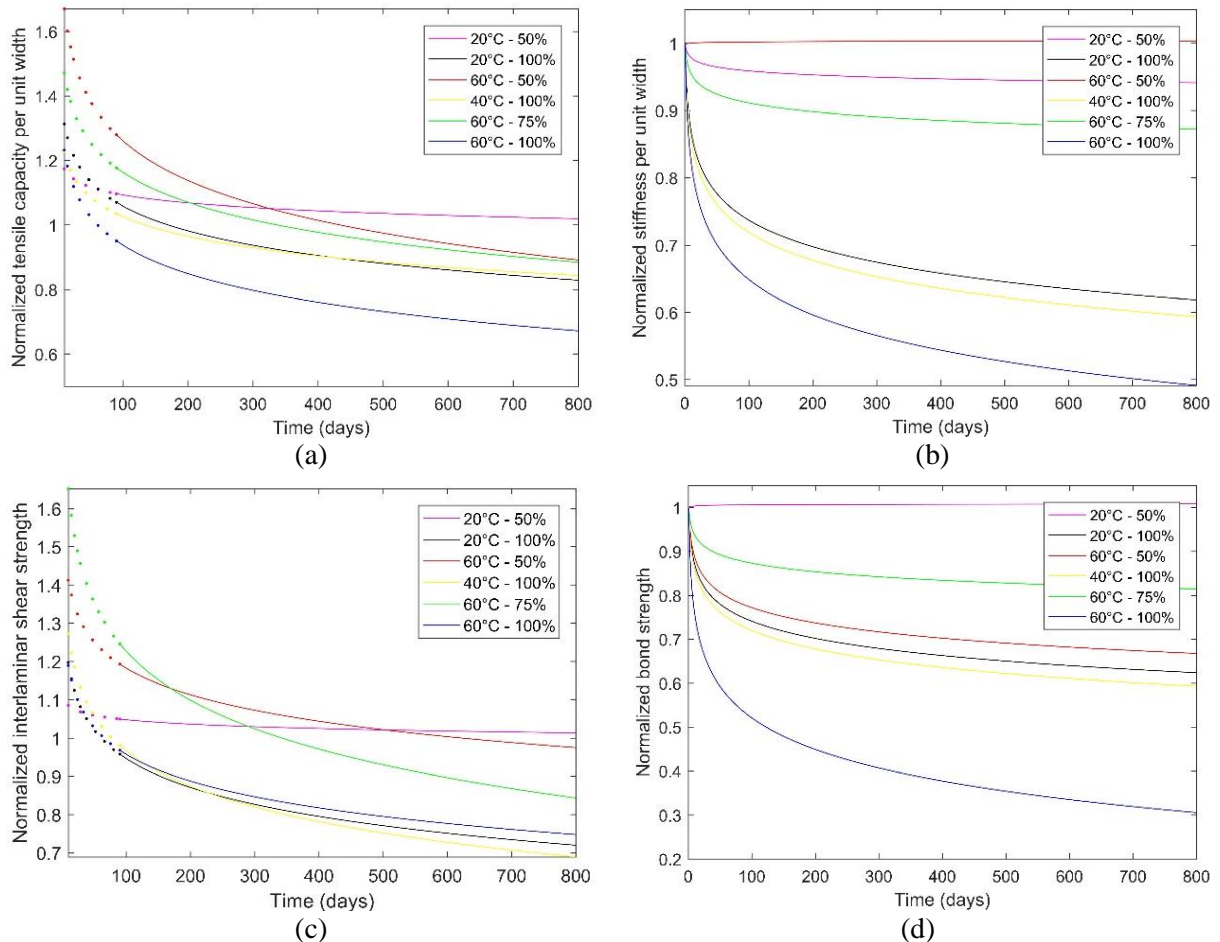 Normalized tensile capacity per unit width
1.6
1.4
1.2
1
0.8
0.6
20°C - 50%
20°C - 100%
60°C - 50%
40°C - 100%
60°C - 75%
60°C - 100%
100 200 300 400 500 600 700 800
Time (days)
(a)
Normalized stiffness per unit width
1
0.9
0.8
0.7
0.6
0.5
20°C - 50%
20°C - 100%
60°C - 50%
40°C - 100%
60°C - 75%
60°C - 100%
0 100 200 300 400 500 600 700 800
Time (days)
(b)
Normalized interlaminar shear strength
1.6
1.5
1.4
1.3
1.2
1.1
1
0.9
0.8
0.7
20°C - 50%
20°C - 100%
60°C - 50%
40°C - 100%
60°C - 75%
60°C - 100%
100 200 300 400 500 600 700 800
Time (days)
(c)
Normalized bond strength
1
0.9
0.8
0.7
0.6
0.5
0.4
0.3
0.2
20°C - 50%
20°C - 100%
60°C - 50%
40°C - 100%
60°C - 75%
60°C - 100%
0 100 200 300 400 500 600 700 800
Time (days)
(d)